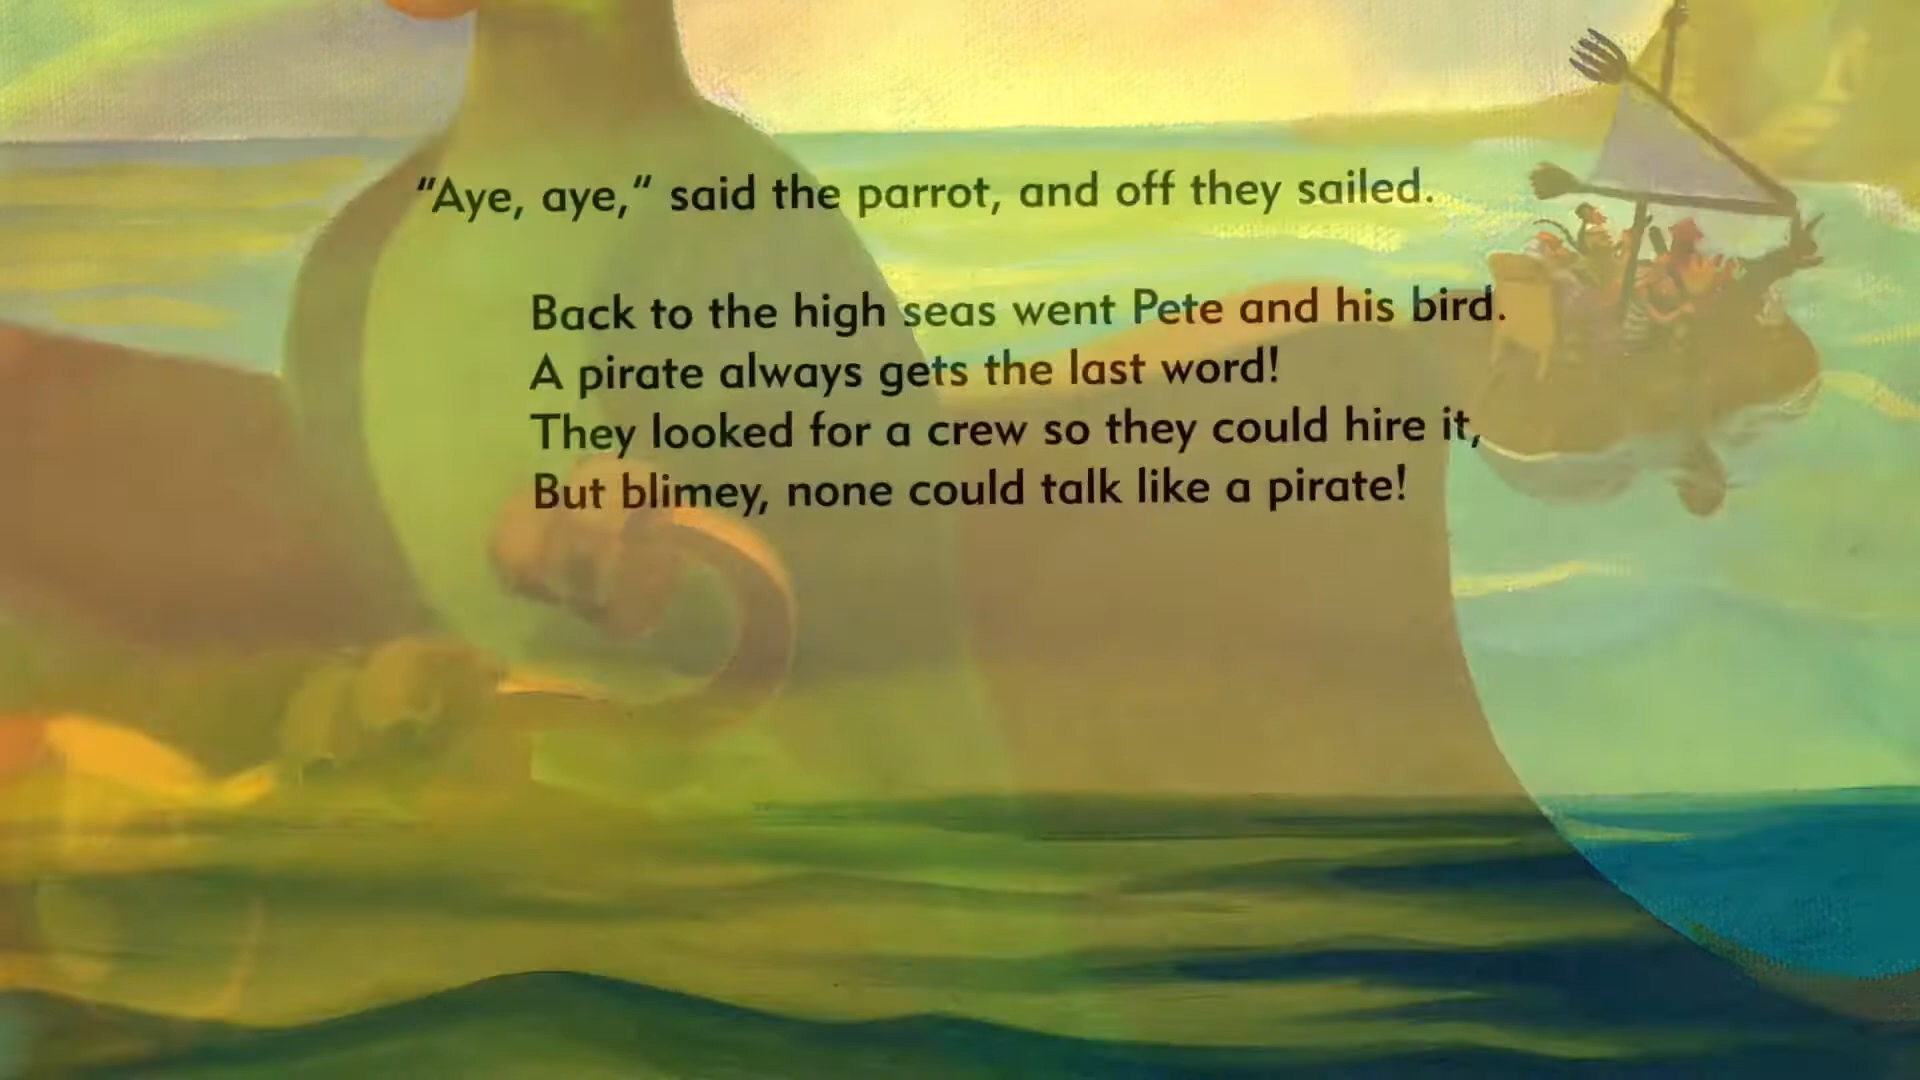 "Aye, aye," said the parrot, and off they sailed.
Back to the high seas went Pete and his bird.
A pirate always gets the last word!
They looked for a crew so they could hire it,
But blimey, none could talk like a pirate!